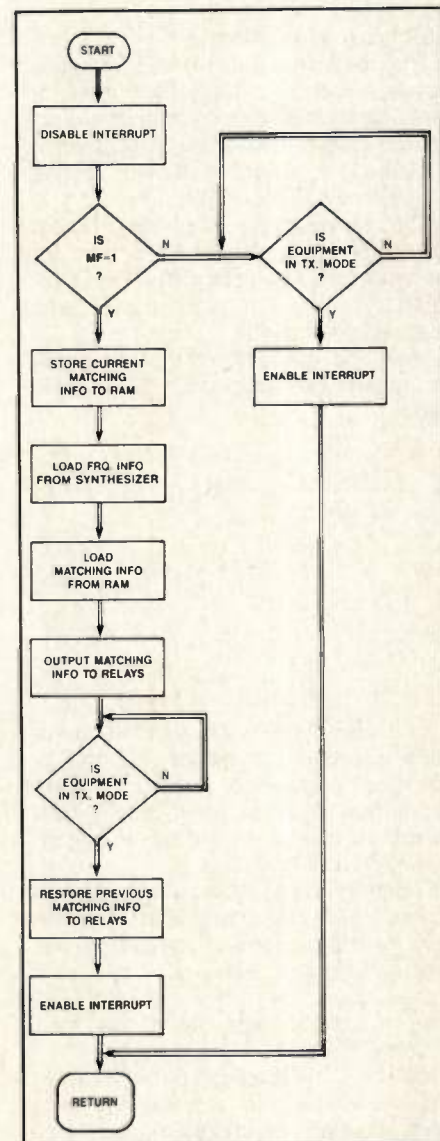 START
DISABLE INTERRUPT
IS
MF=1
?
N
Y
IS
EQUIPMENT
IN TX. MODE
?
N
Y
STORE CURRENT
MATCHING
INFO TO RAM
ENABLE INTERRUPT
LOAD FRQ. INFO
FROM SYNTHESIZER
LOAD
MATCHING INFO
FROM RAM
OUTPUT MATCHING
INFO TO RELAYS
IS
EQUIPMENT
IN TX. MODE
?
N
Y
RESTORE PREVIOUS
MATCHING INFO
TO RELAYS
ENABLE INTERRUPT
RETURN